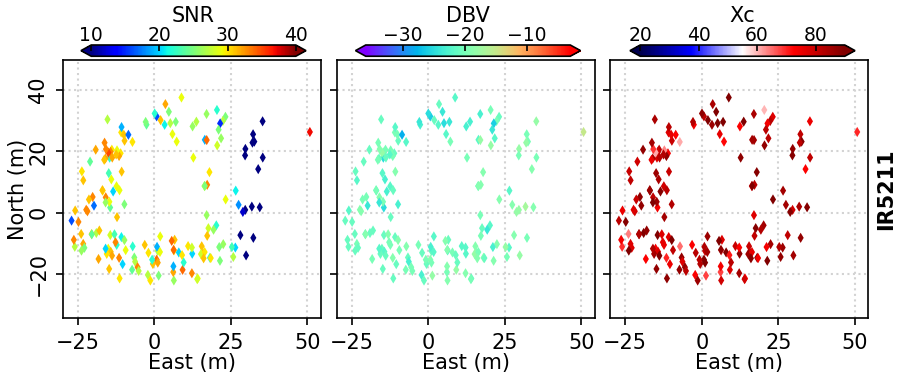 SNR DBV Xc
10 20 30 40 −30 −20 −10 20 40 60 80
40
20
0
−20
North (m)
IR5211
−25 0 25 50 −25 0 25 50 −25 0 25 50
East (m) East (m) East (m)